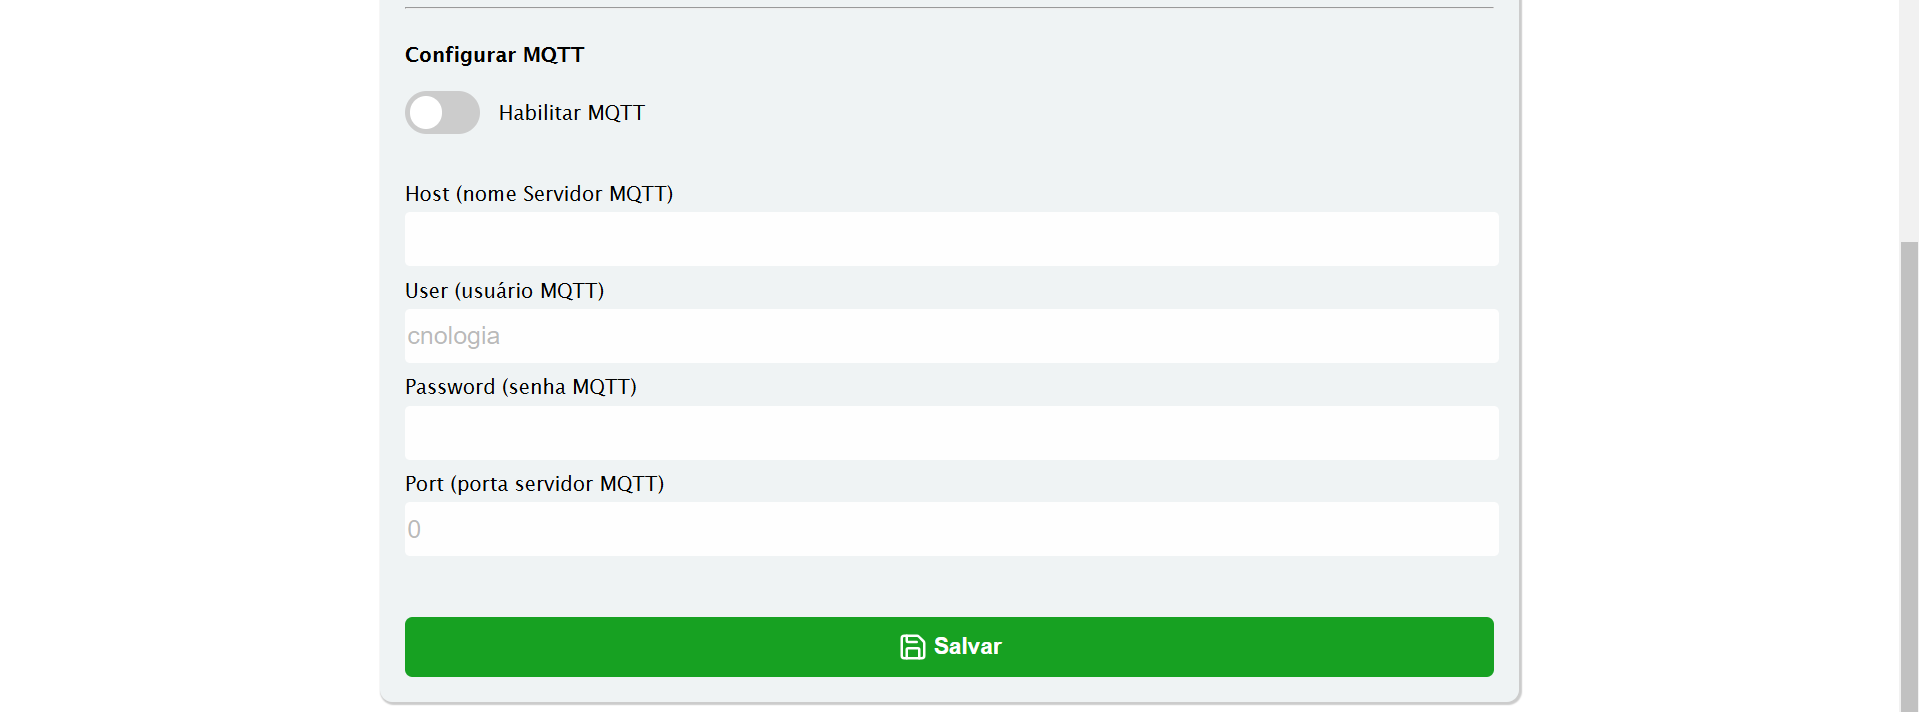 Configurar MQTT
Habilitar MQTT
Host (nome Servidor MQTT)
User (usuário MQTT)
cnologia
Password (senha MQTT)
Port (porta servidor MQTT)
0
Salvar